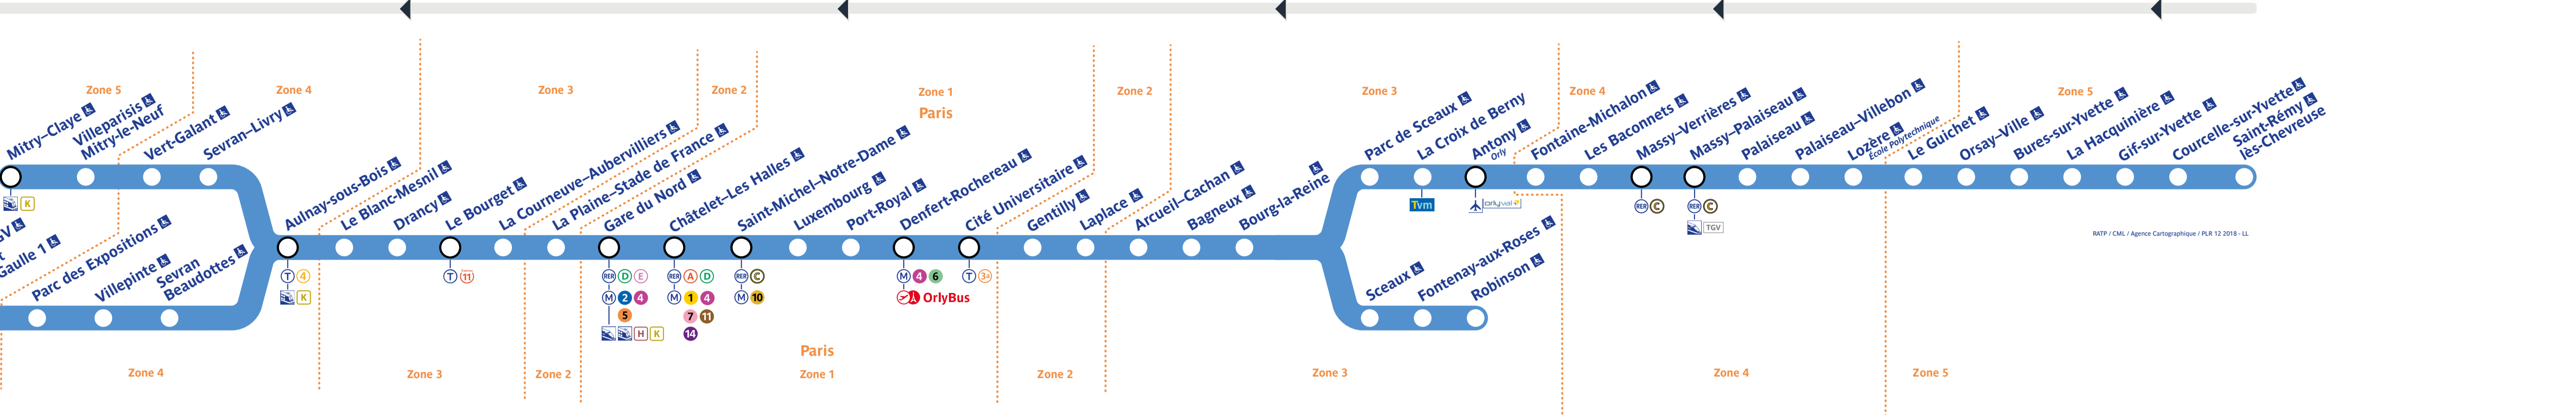 Zone 5
Zone 4
Zone 3
Zone 2
Zone 1
Paris
Zone 2
Zone 3
Zone 4
Zone 5
Mitry–Claye
Villeparisis
Mitry-le-Neuf
Vert-Galant
Sevran–Livry
K
Aulnay-sous-Bois
T 4
K
Le Blanc-Mesnil
Drancy
Le Bourget
T 11
La Courneuve–Aubervilliers
La Plaine–Stade de France
Gare du Nord
RER D E
M 2 4
5
H K
Châtelet–Les Halles
RER A D
M 1 4
7 11
14
Saint-Michel–Notre-Dame
RER C
M 10
Luxembourg
Port-Royal
Denfert-Rochereau
M 4 6
OrlyBus
Cité Universitaire
T 3a
Gentilly
Laplace
Arcueil–Cachan
Bagneux
Bourg-la-Reine
Parc de Sceaux
La Croix de Berny
Tvm
Antony
Orly
orlyval
Fontaine-Michalon
Les Baconnets
Massy–Verrières
RER C
Massy–Palaiseau
RER C
TGV
Palaiseau
Palaiseau–Villebon
Lozère
École Polytechnique
Le Guichet
Orsay-Ville
Bures-sur-Yvette
La Hacquinière
Gif-sur-Yvette
Courcelle-sur-Yvette
Saint-Rémy
lès-Chevreuse
GV
Gaulle 1
Parc des Expositions
Villepinte
Sevran
Beaudottes
Sceaux
Fontenay-aux-Roses
Robinson
RATP / CML / Agence Cartographique / PLR 12 2018 - LL
Zone 4
Zone 3
Zone 2
Paris
Zone 1
Zone 2
Zone 3
Zone 4
Zone 5